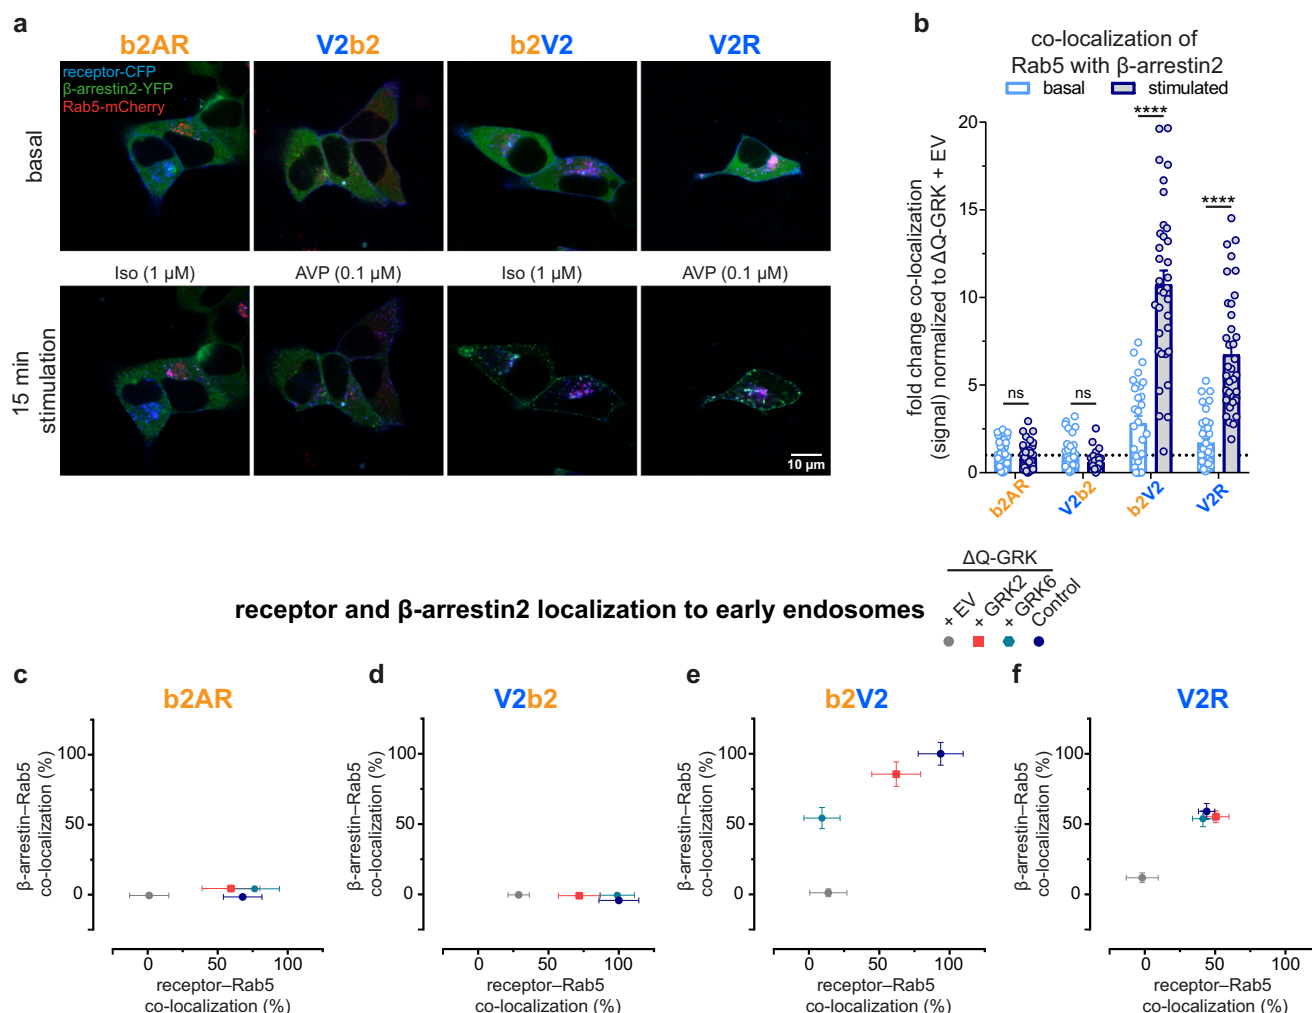 a
b2AR
V2b2
b2V2
V2R
receptor-CFP
β-arrestin2-YFP
Rab5-mCherry
basal
Iso (1 µM)
AVP (0.1 µM)
Iso (1 µM)
AVP (0.1 µM)
15 min
stimulation
10 µm
b
co-localization of
Rab5 with β-arrestin2
basal
stimulated
fold change co-localization
(signal) normalized to ΔQ-GRK + EV
20
15
10
5
0
ns
ns
****
****
b2AR
V2b2
b2V2
V2R
receptor and β-arrestin2 localization to early endosomes
ΔQ-GRK
+ EV
+ GRK2
+ GRK6
Control
c
b2AR
β-arrestin–Rab5
co-localization (%)
100
50
0
0
50
100
receptor–Rab5
co-localization (%)
d
V2b2
β-arrestin–Rab5
co-localization (%)
100
50
0
0
50
100
receptor–Rab5
co-localization (%)
e
b2V2
β-arrestin–Rab5
co-localization (%)
100
50
0
0
50
100
receptor–Rab5
co-localization (%)
f
V2R
β-arrestin–Rab5
co-localization (%)
100
50
0
0
50
100
receptor–Rab5
co-localization (%)